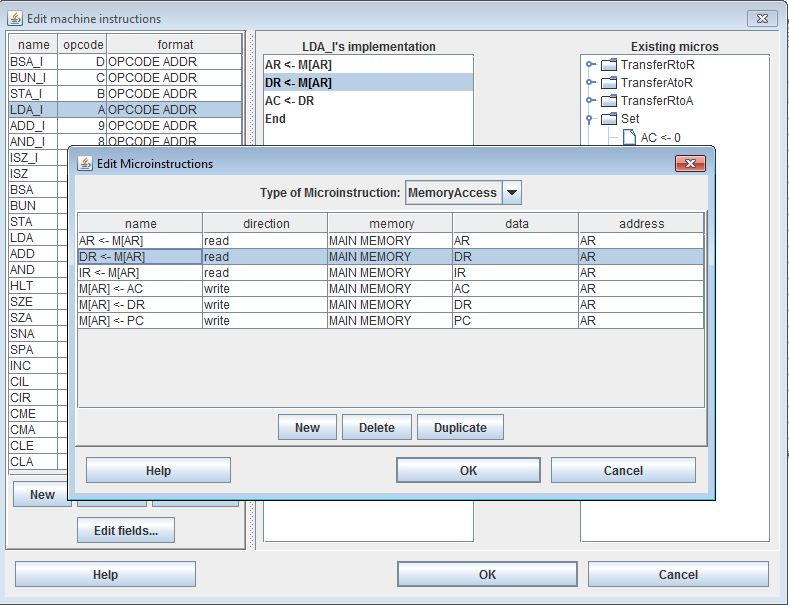 Edit machine instructions
name opcode format
BSA_I D OPCODE ADDR
BUN_I C OPCODE ADDR
STA_I B OPCODE ADDR
LDA_I A OPCODE ADDR
ADD_I 9 OPCODE ADDR
AND_I 8 OPCODE ADDR
ISZ_I
ISZ
BSA
BUN
STA
LDA
ADD
AND
HLT
SZE
SZA
SNA
SPA
INC
CIL
CIR
CME
CMA
CLE
CLA
New
Edit fields...
LDA_I's implementation
AR <- M[AR]
DR <- M[AR]
AC <- DR
End
Existing micros
TransferRtoR
TransferAtoR
TransferRtoA
Set
AC <- 0
Edit Microinstructions
Type of Microinstruction: MemoryAccess
name direction memory data address
AR <- M[AR] read MAIN MEMORY AR AR
DR <- M[AR] read MAIN MEMORY DR AR
IR <- M[AR] read MAIN MEMORY IR AR
M[AR] <- AC write MAIN MEMORY AC AR
M[AR] <- DR write MAIN MEMORY DR AR
M[AR] <- PC write MAIN MEMORY PC AR
New Delete Duplicate
Help OK Cancel
Help OK Cancel